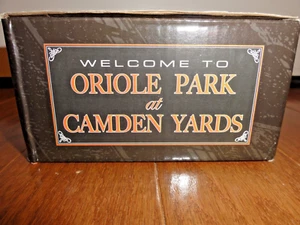 WELCOME TO
ORIOLE PARK
at
CAMDEN YARDS